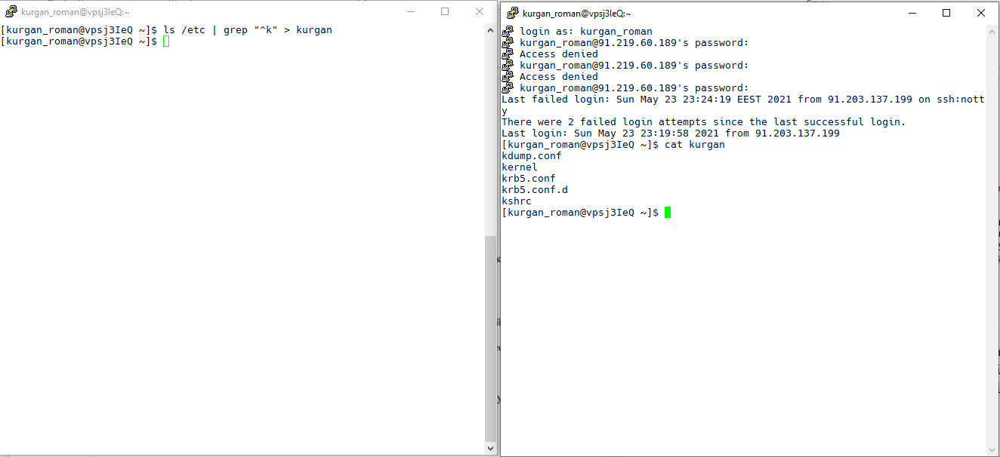 kurgan_roman@vpsj3IeQ:~
[kurgan_roman@vpsj3IeQ ~]$ ls /etc | grep "^k" > kurgan
[kurgan_roman@vpsj3IeQ ~]$
kurgan_roman@vpsj3IeQ:~
login as: kurgan_roman
kurgan_roman@91.219.60.189's password:
Access denied
kurgan_roman@91.219.60.189's password:
Access denied
kurgan_roman@91.219.60.189's password:
Last failed login: Sun May 23 23:24:19 EEST 2021 from 91.203.137.199 on ssh:nott
y
There were 2 failed login attempts since the last successful login.
Last login: Sun May 23 23:19:58 2021 from 91.203.137.199
[kurgan_roman@vpsj3IeQ ~]$ cat kurgan
kdump.conf
kernel
krb5.conf
krb5.conf.d
kshrc
[kurgan_roman@vpsj3IeQ ~]$